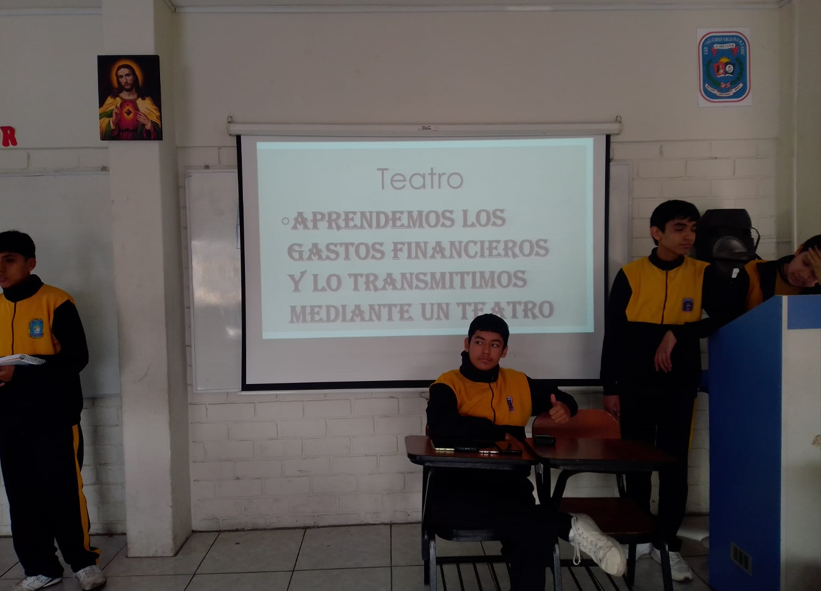 R
Teatro
APRENDEMOS LOS
GASTOS FINANCIEROS
Y LO TRANSMITIMOS
MEDIANTE UN TEATRO